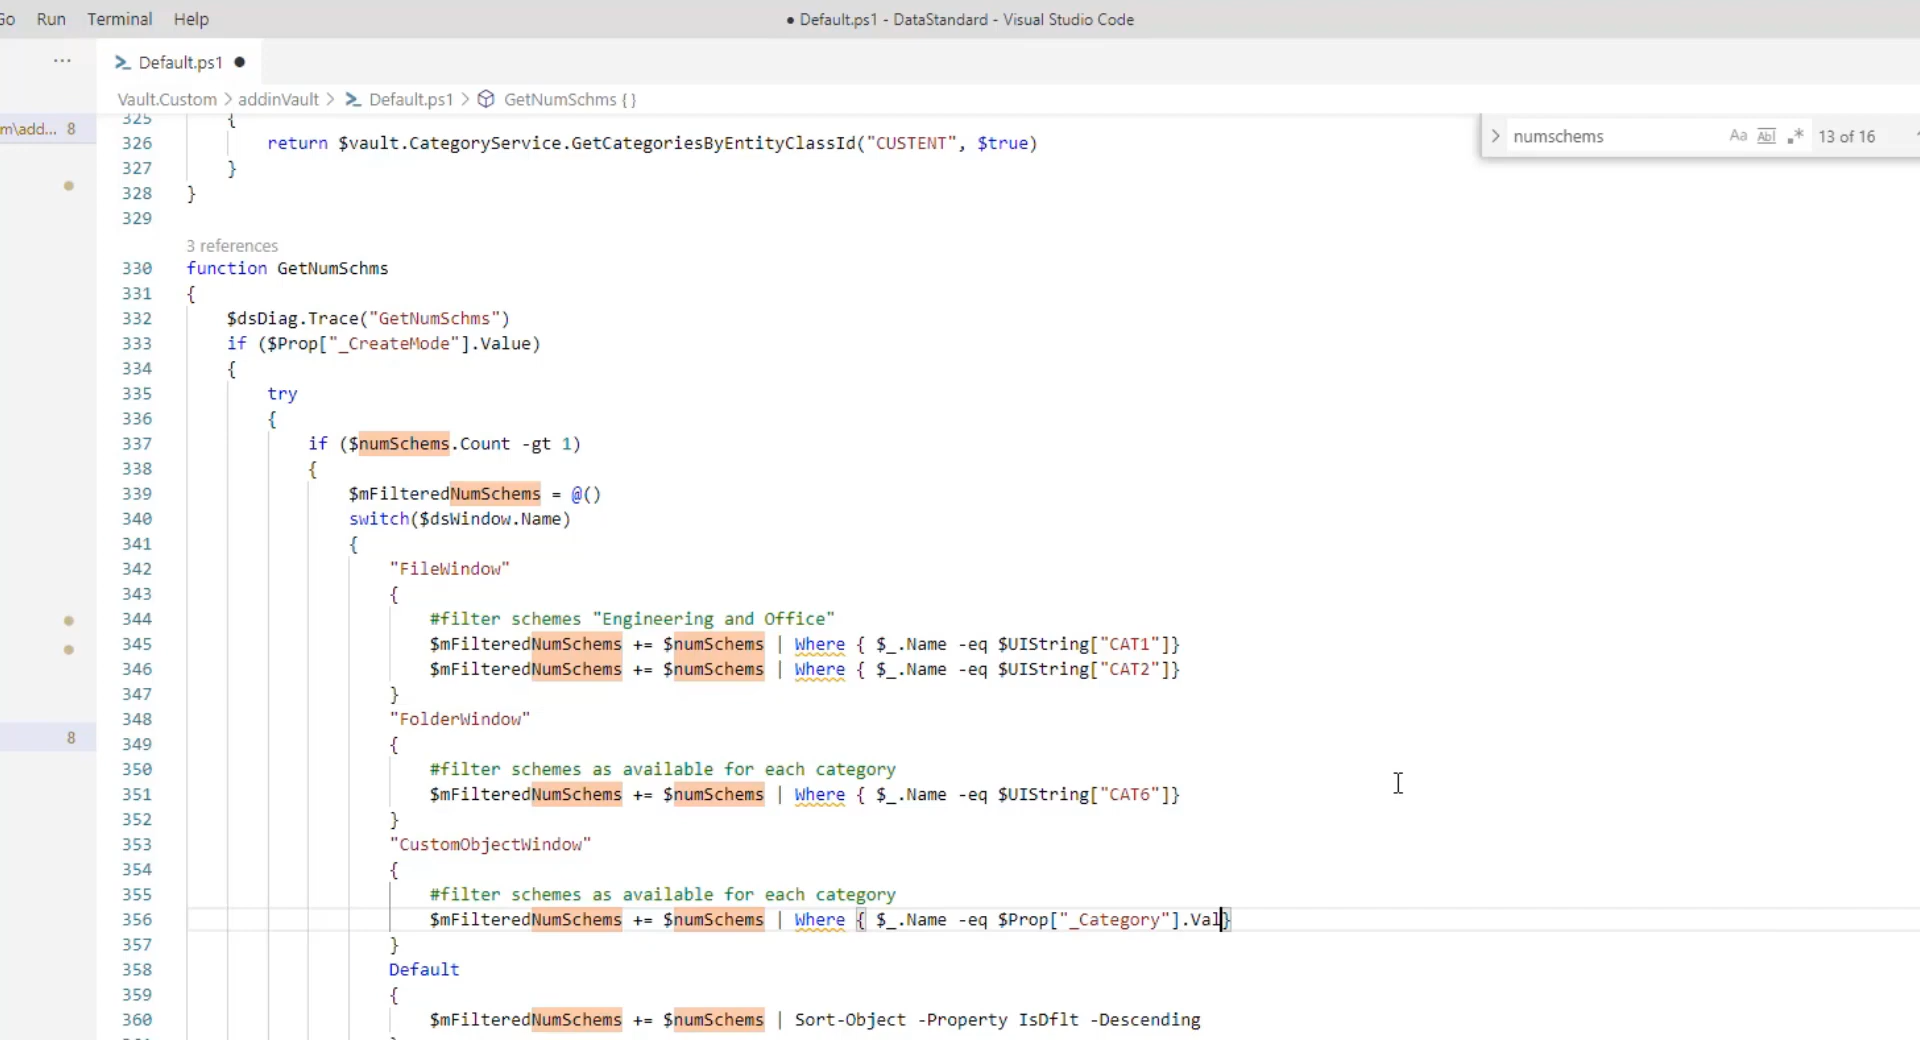 Go Run Terminal Help ● Default.ps1 - DataStandard - Visual Studio Code
··· Default.ps1 ●
Vault.Custom > addinVault > Default.ps1 > GetNumSchms { }
m\add... 8
numschems Aa Abl .* 13 of 16
325 {
326 return $vault.CategoryService.GetCategoriesByEntityClassId("CUSTENT", $true)
327 }
328 }
329
3 references
330 function GetNumSchms
331 {
332 $dsDiag.Trace("GetNumSchms")
333 if ($Prop["_CreateMode"].Value)
334 {
335 try
336 {
337 if ($numSchems.Count -gt 1)
338 {
339 $mFilteredNumSchems = @()
340 switch($dsWindow.Name)
341 {
342 "FileWindow"
343 {
344 #filter schemes "Engineering and Office"
345 $mFilteredNumSchems += $numSchems | Where { $_.Name -eq $UIString["CAT1"]}
346 $mFilteredNumSchems += $numSchems | Where { $_.Name -eq $UIString["CAT2"]}
347 }
348 "FolderWindow"
8
349 {
350 #filter schemes as available for each category
351 $mFilteredNumSchems += $numSchems | Where { $_.Name -eq $UIString["CAT6"]}
352 }
353 "CustomObjectWindow"
354 {
355 #filter schemes as available for each category
356 $mFilteredNumSchems += $numSchems | Where { $_.Name -eq $Prop["_Category"].Val}
357 }
358 Default
359 {
360 $mFilteredNumSchems += $numSchems | Sort-Object -Property IsDflt -Descending